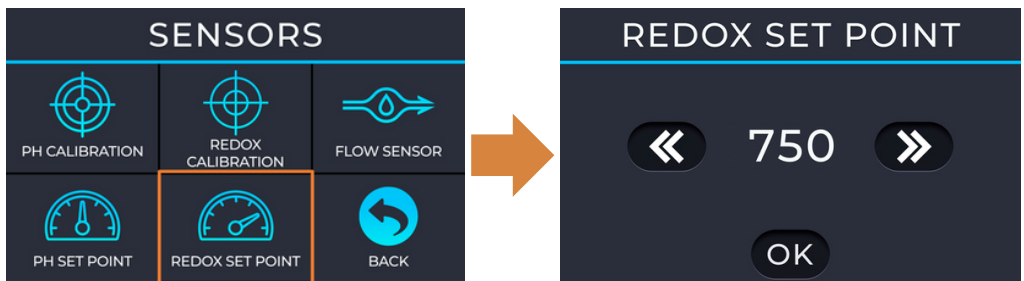 SENSORS
PH CALIBRATION
REDOX
CALIBRATION
FLOW SENSOR
PH SET POINT
REDOX SET POINT
BACK
REDOX SET POINT
750
OK